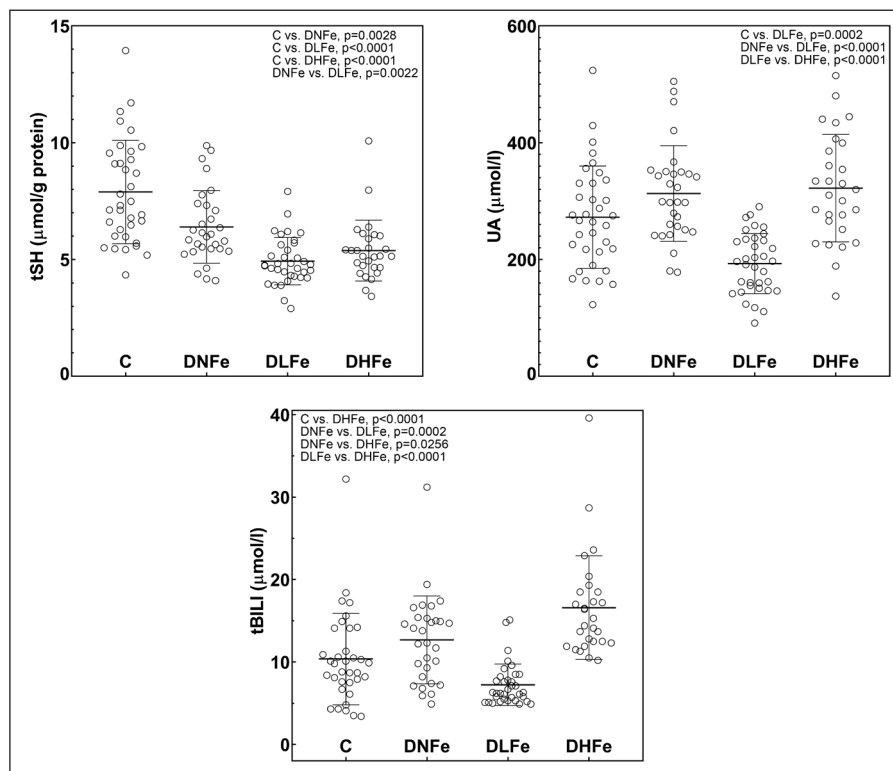 C vs. DNFe, p=0.0028
C vs. DLFe, p<0.0001
C vs. DHFe, p<0.0001
DNFe vs. DLFe, p=0.0022
15
10
5
0
tSH (μmol/g protein)
C DNFe DLFe DHFe
C vs. DLFe, p=0.0002
DNFe vs. DLFe, p<0.0001
DLFe vs. DHFe, p<0.0001
600
400
200
0
UA (μmol/l)
C DNFe DLFe DHFe
C vs. DHFe, p<0.0001
DNFe vs. DLFe, p=0.0002
DNFe vs. DHFe, p=0.0256
DLFe vs. DHFe, p<0.0001
40
30
20
10
0
tBILI (μmol/l)
C DNFe DLFe DHFe